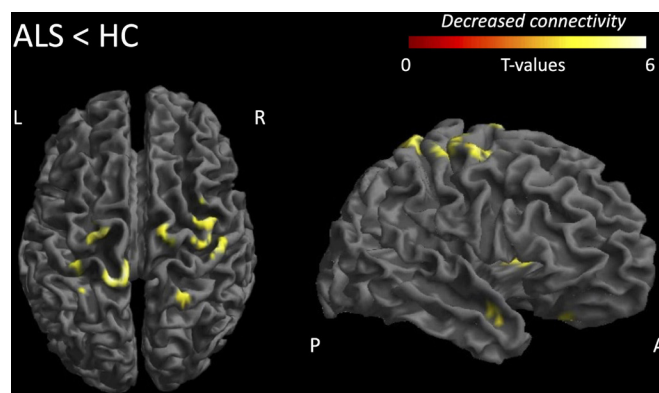 ALS < HC
Decreased connectivity
0 T-values 6
L R
P A